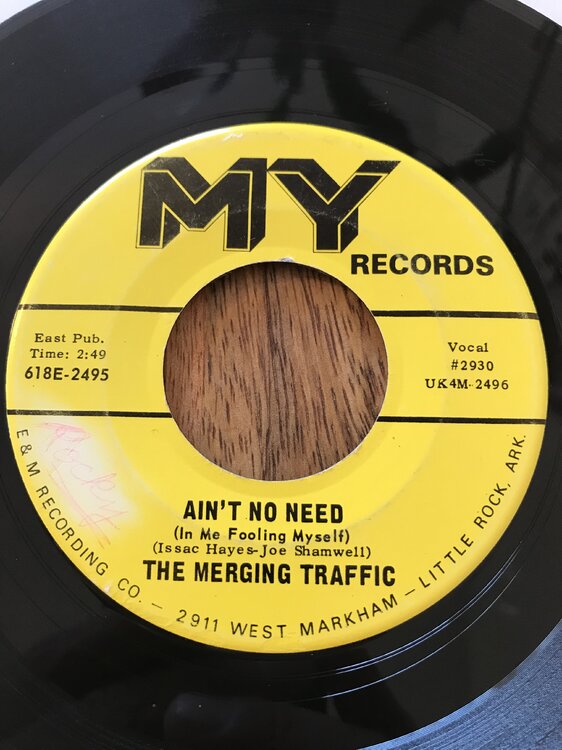 MY
RECORDS
East Pub.
Time: 2:49
618E-2495
Vocal
#2930
UK4M-2496
Rocky
AIN'T NO NEED
(In Me Fooling Myself)
(Issac Hayes-Joe Shamwell)
THE MERGING TRAFFIC
E & M RECORDING CO. — 2911 WEST MARKHAM — LITTLE ROCK, ARK.